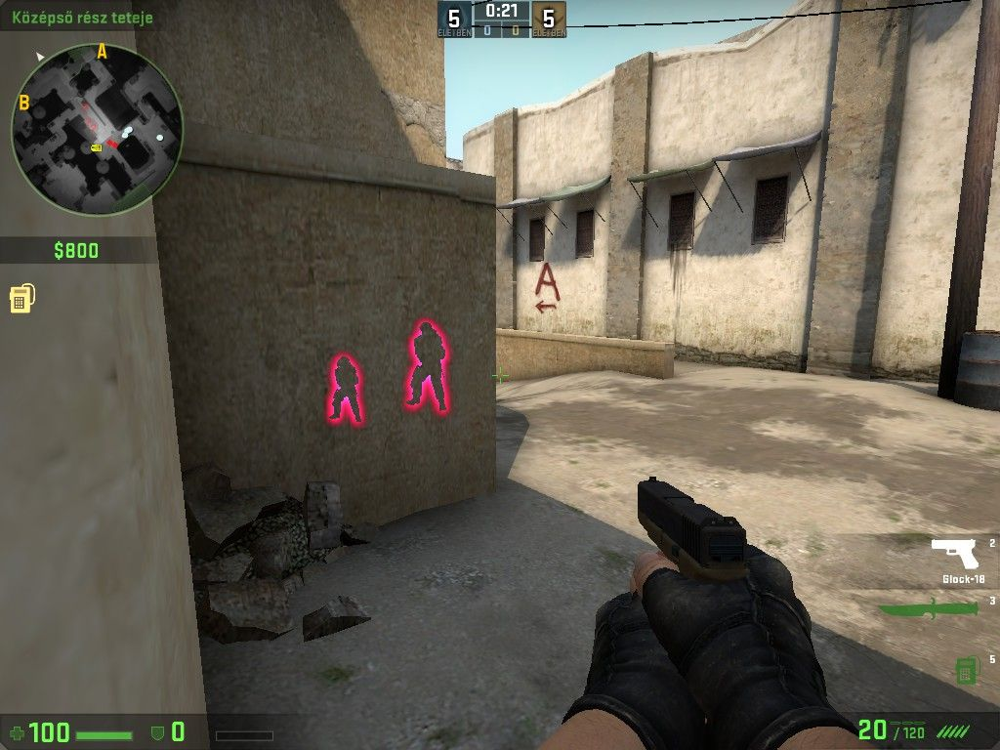 Középső rész teteje
5 0:21 5
ÉLETBEN 0 0 ÉLETBEN
A
B
$800
A
2
Glock-18
3
5
100 0
20 / 120